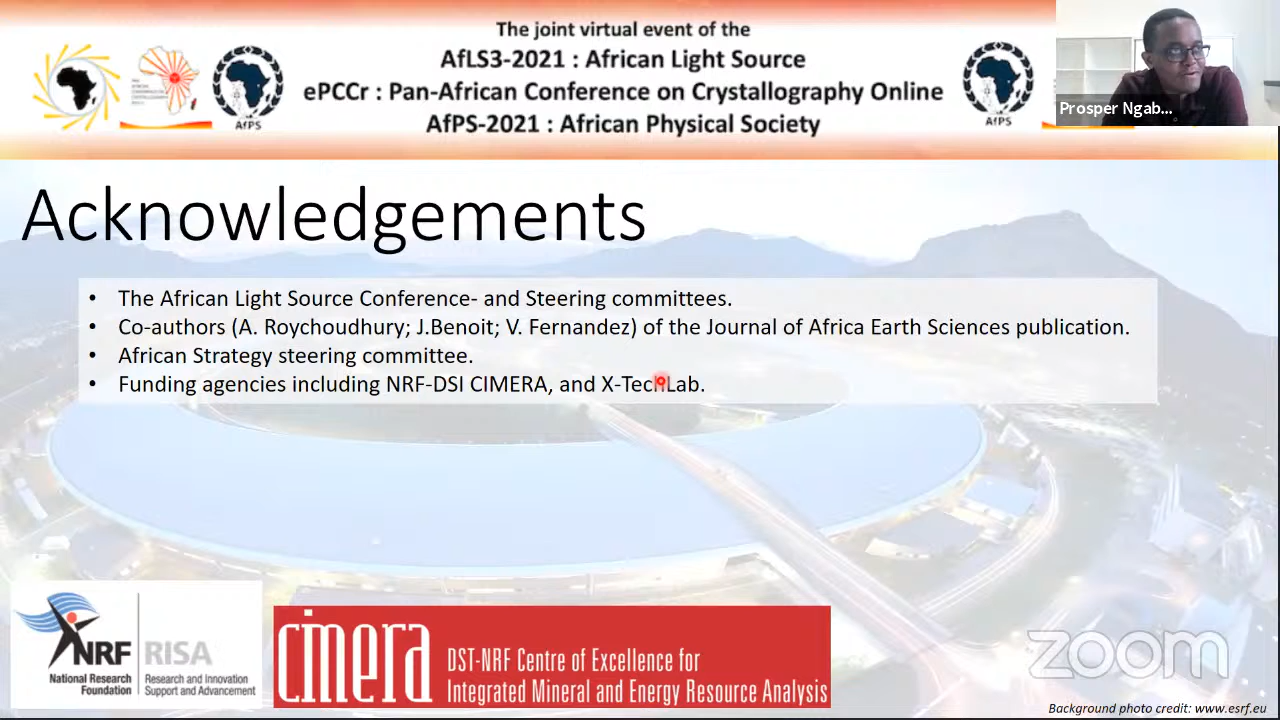 The joint virtual event of the
AfLS3-2021 : African Light Source
ePCCr : Pan-African Conference on Crystallography Online
AfPS-2021 : African Physical Society
AfPS
AfPS
Prosper Ngab...
Acknowledgements
• The African Light Source Conference- and Steering committees.
• Co-authors (A. Roychoudhury; J.Benoit; V. Fernandez) of the Journal of Africa Earth Sciences publication.
• African Strategy steering committee.
• Funding agencies including NRF-DSI CIMERA, and X-TechLab.
NRF RISA
National Research Foundation
Research and Innovation
Support and Advancement
cimera
DST-NRF Centre of Excellence for
Integrated Mineral and Energy Resource Analysis
zoom
Background photo credit: www.esrf.eu